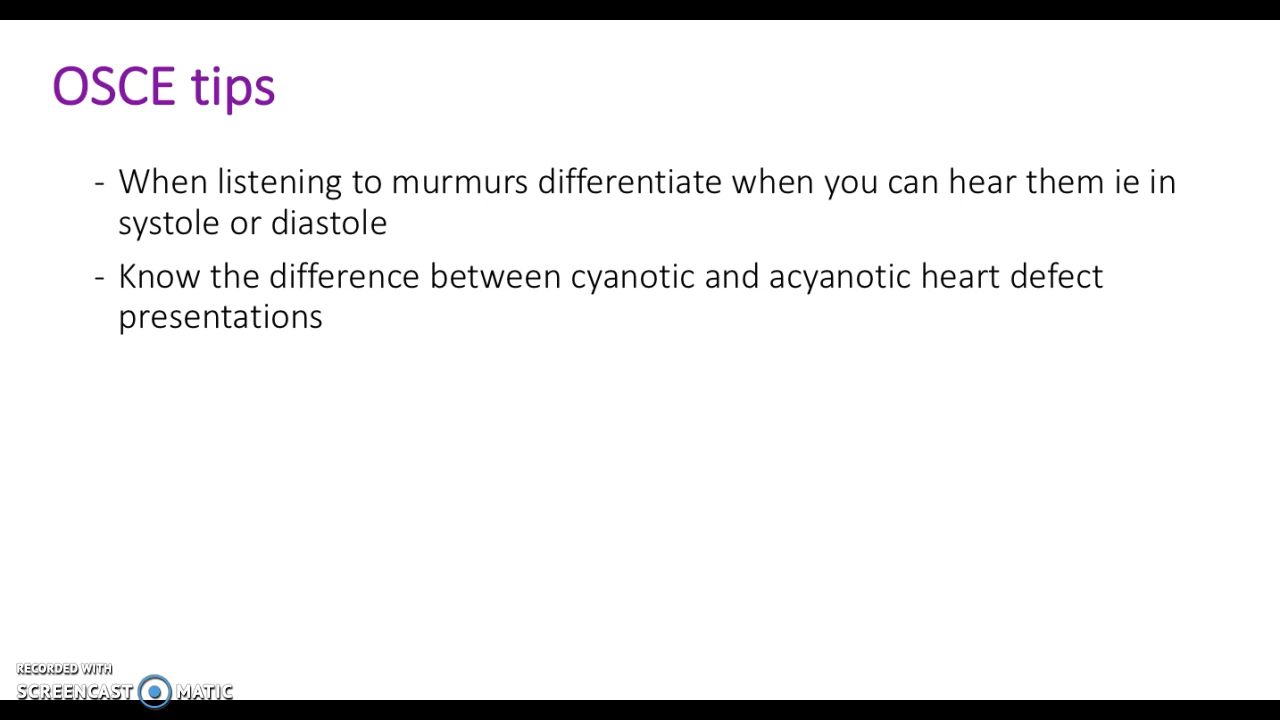 OSCE tips
- When listening to murmurs differentiate when you can hear them ie in
systole or diastole
- Know the difference between cyanotic and acyanotic heart defect
presentations
RECORDED WITH
SCREENCAST MATIC